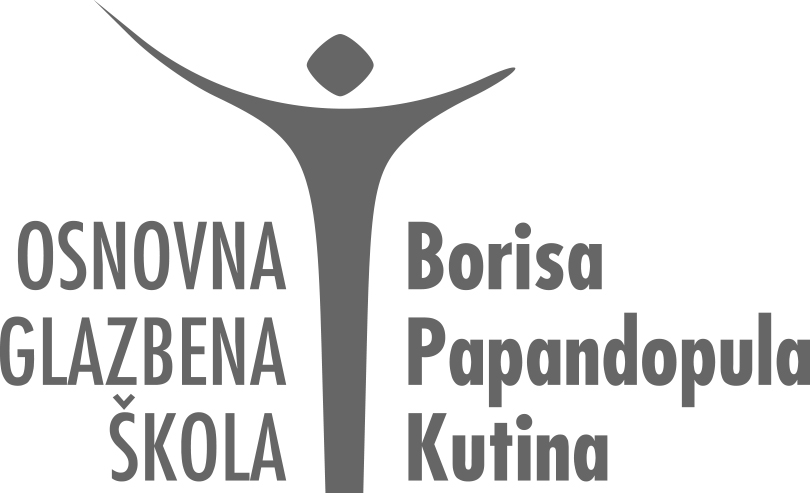 OSNOVNA
GLAZBENA
ŠKOLA
Borisa
Papandopula
Kutina